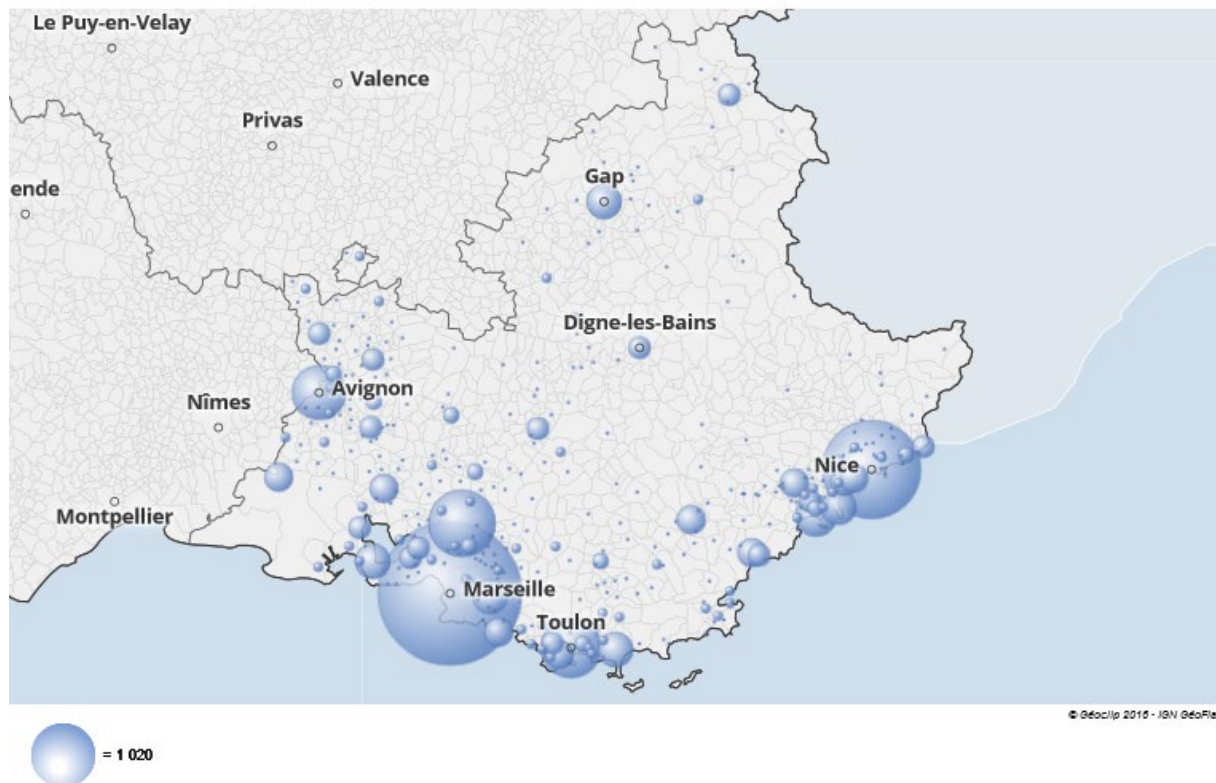 Le Puy-en-Velay
Valence
Privas
ende
Gap
Digne-les-Bains
Avignon
Nîmes
Nice
Montpellier
Marseille
Toulon
© Géoclip 2016 - IGN GéoFla
= 1 020